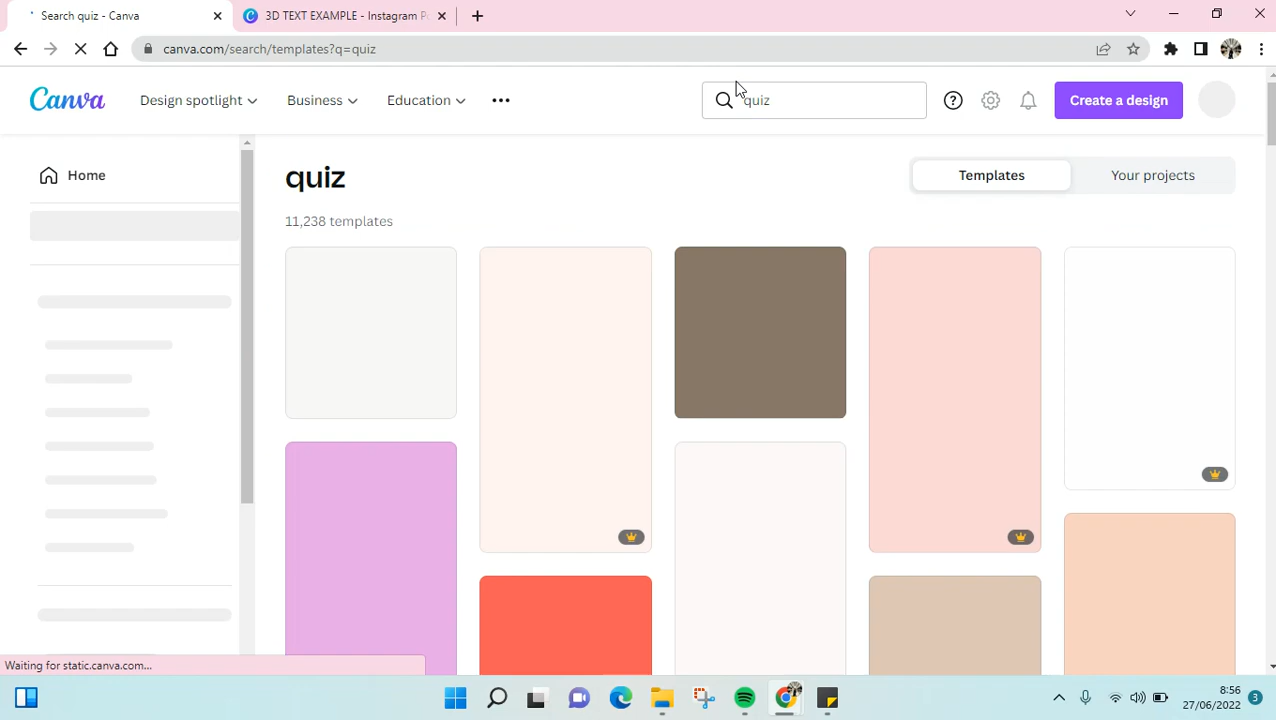 Search quiz - Canva
3D TEXT EXAMPLE - Instagram Po
canva.com/search/templates?q=quiz
Canva
Design spotlight
Business
Education
quiz
Create a design
Home
quiz
Templates
Your projects
11,238 templates
Waiting for static.canva.com...
8:56
27/06/2022
3